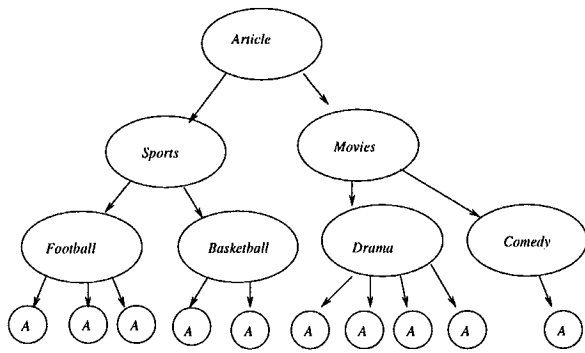 Article
Sports
Movies
Football
Basketball
Drama
Comedy
A A A A A A A A A A